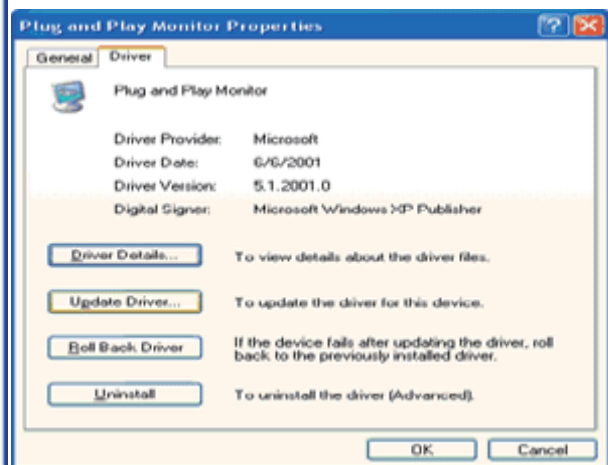 Plug and Play Monitor Properties
General Driver
Plug and Play Monitor
Driver Provider: Microsoft
Driver Date: 6/6/2001
Driver Version: 5.1.2001.0
Digital Signer: Microsoft Windows XP Publisher
Driver Details... To view details about the driver files.
Update Driver... To update the driver for this device.
Roll Back Driver If the device fails after updating the driver, roll
back to the previously installed driver.
Uninstall To uninstall the driver (Advanced).
OK Cancel